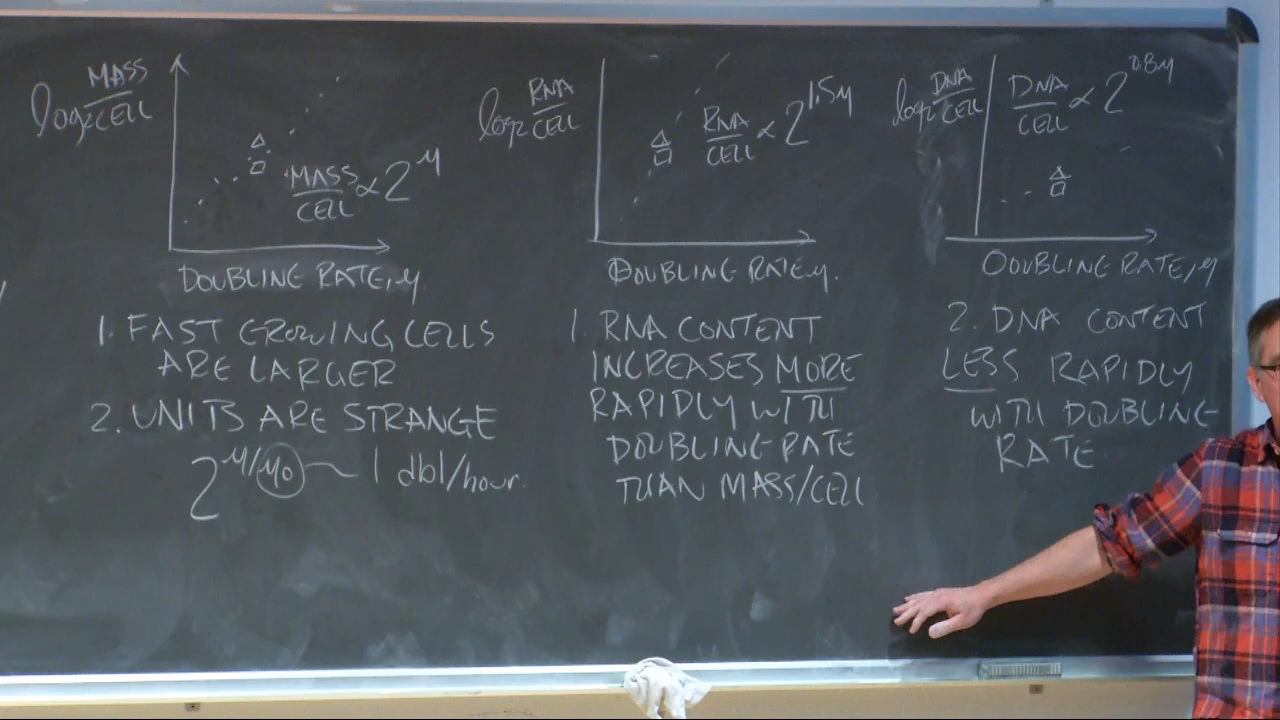 log₂ MASS/CELL
MASS/CELL ∝ 2^μ
DOUBLING RATE, μ
1. FAST GROWING CELLS
ARE LARGER
2. UNITS ARE STRANGE
2^μ/μ0 ~ 1 dbl/hour.
log₂ RNA/CELL
RNA/CELL ∝ 2^1.5μ
DOUBLING RATE μ.
1. RNA CONTENT
INCREASES MORE
RAPIDLY WITH
DOUBLING RATE
THAN MASS/CELL
log₂ DNA/CELL
DNA/CELL ∝ 2^0.8μ
DOUBLING RATE, μ
2. DNA CONTENT
LESS RAPIDLY
WITH DOUBLING
RATE